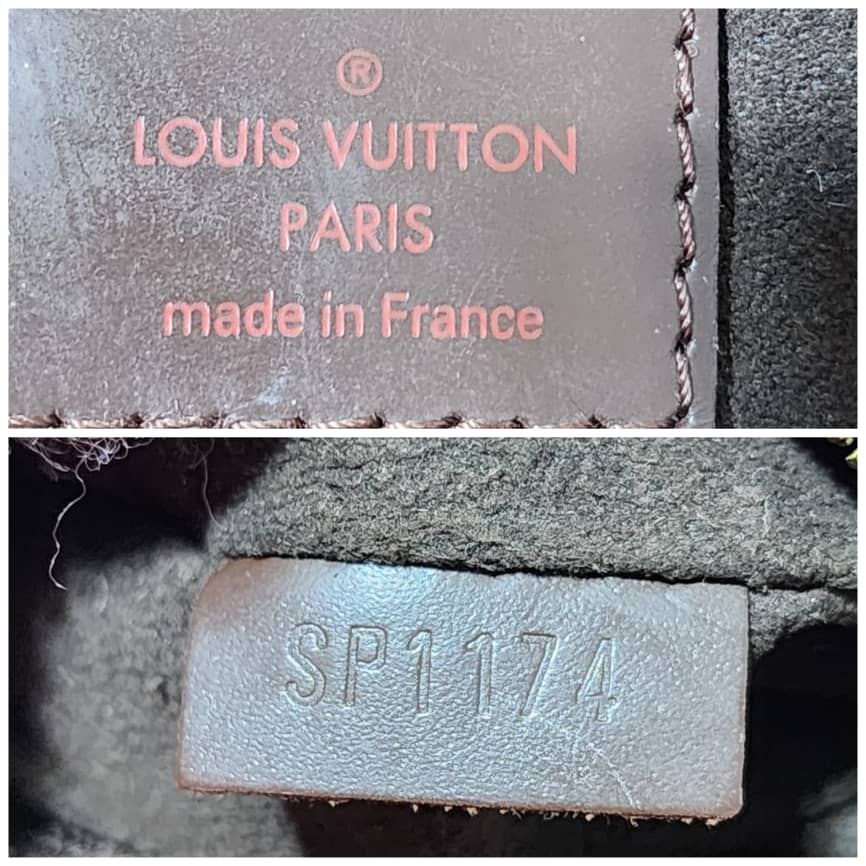 ®
LOUIS VUITTON
PARIS
made in France
SP1174